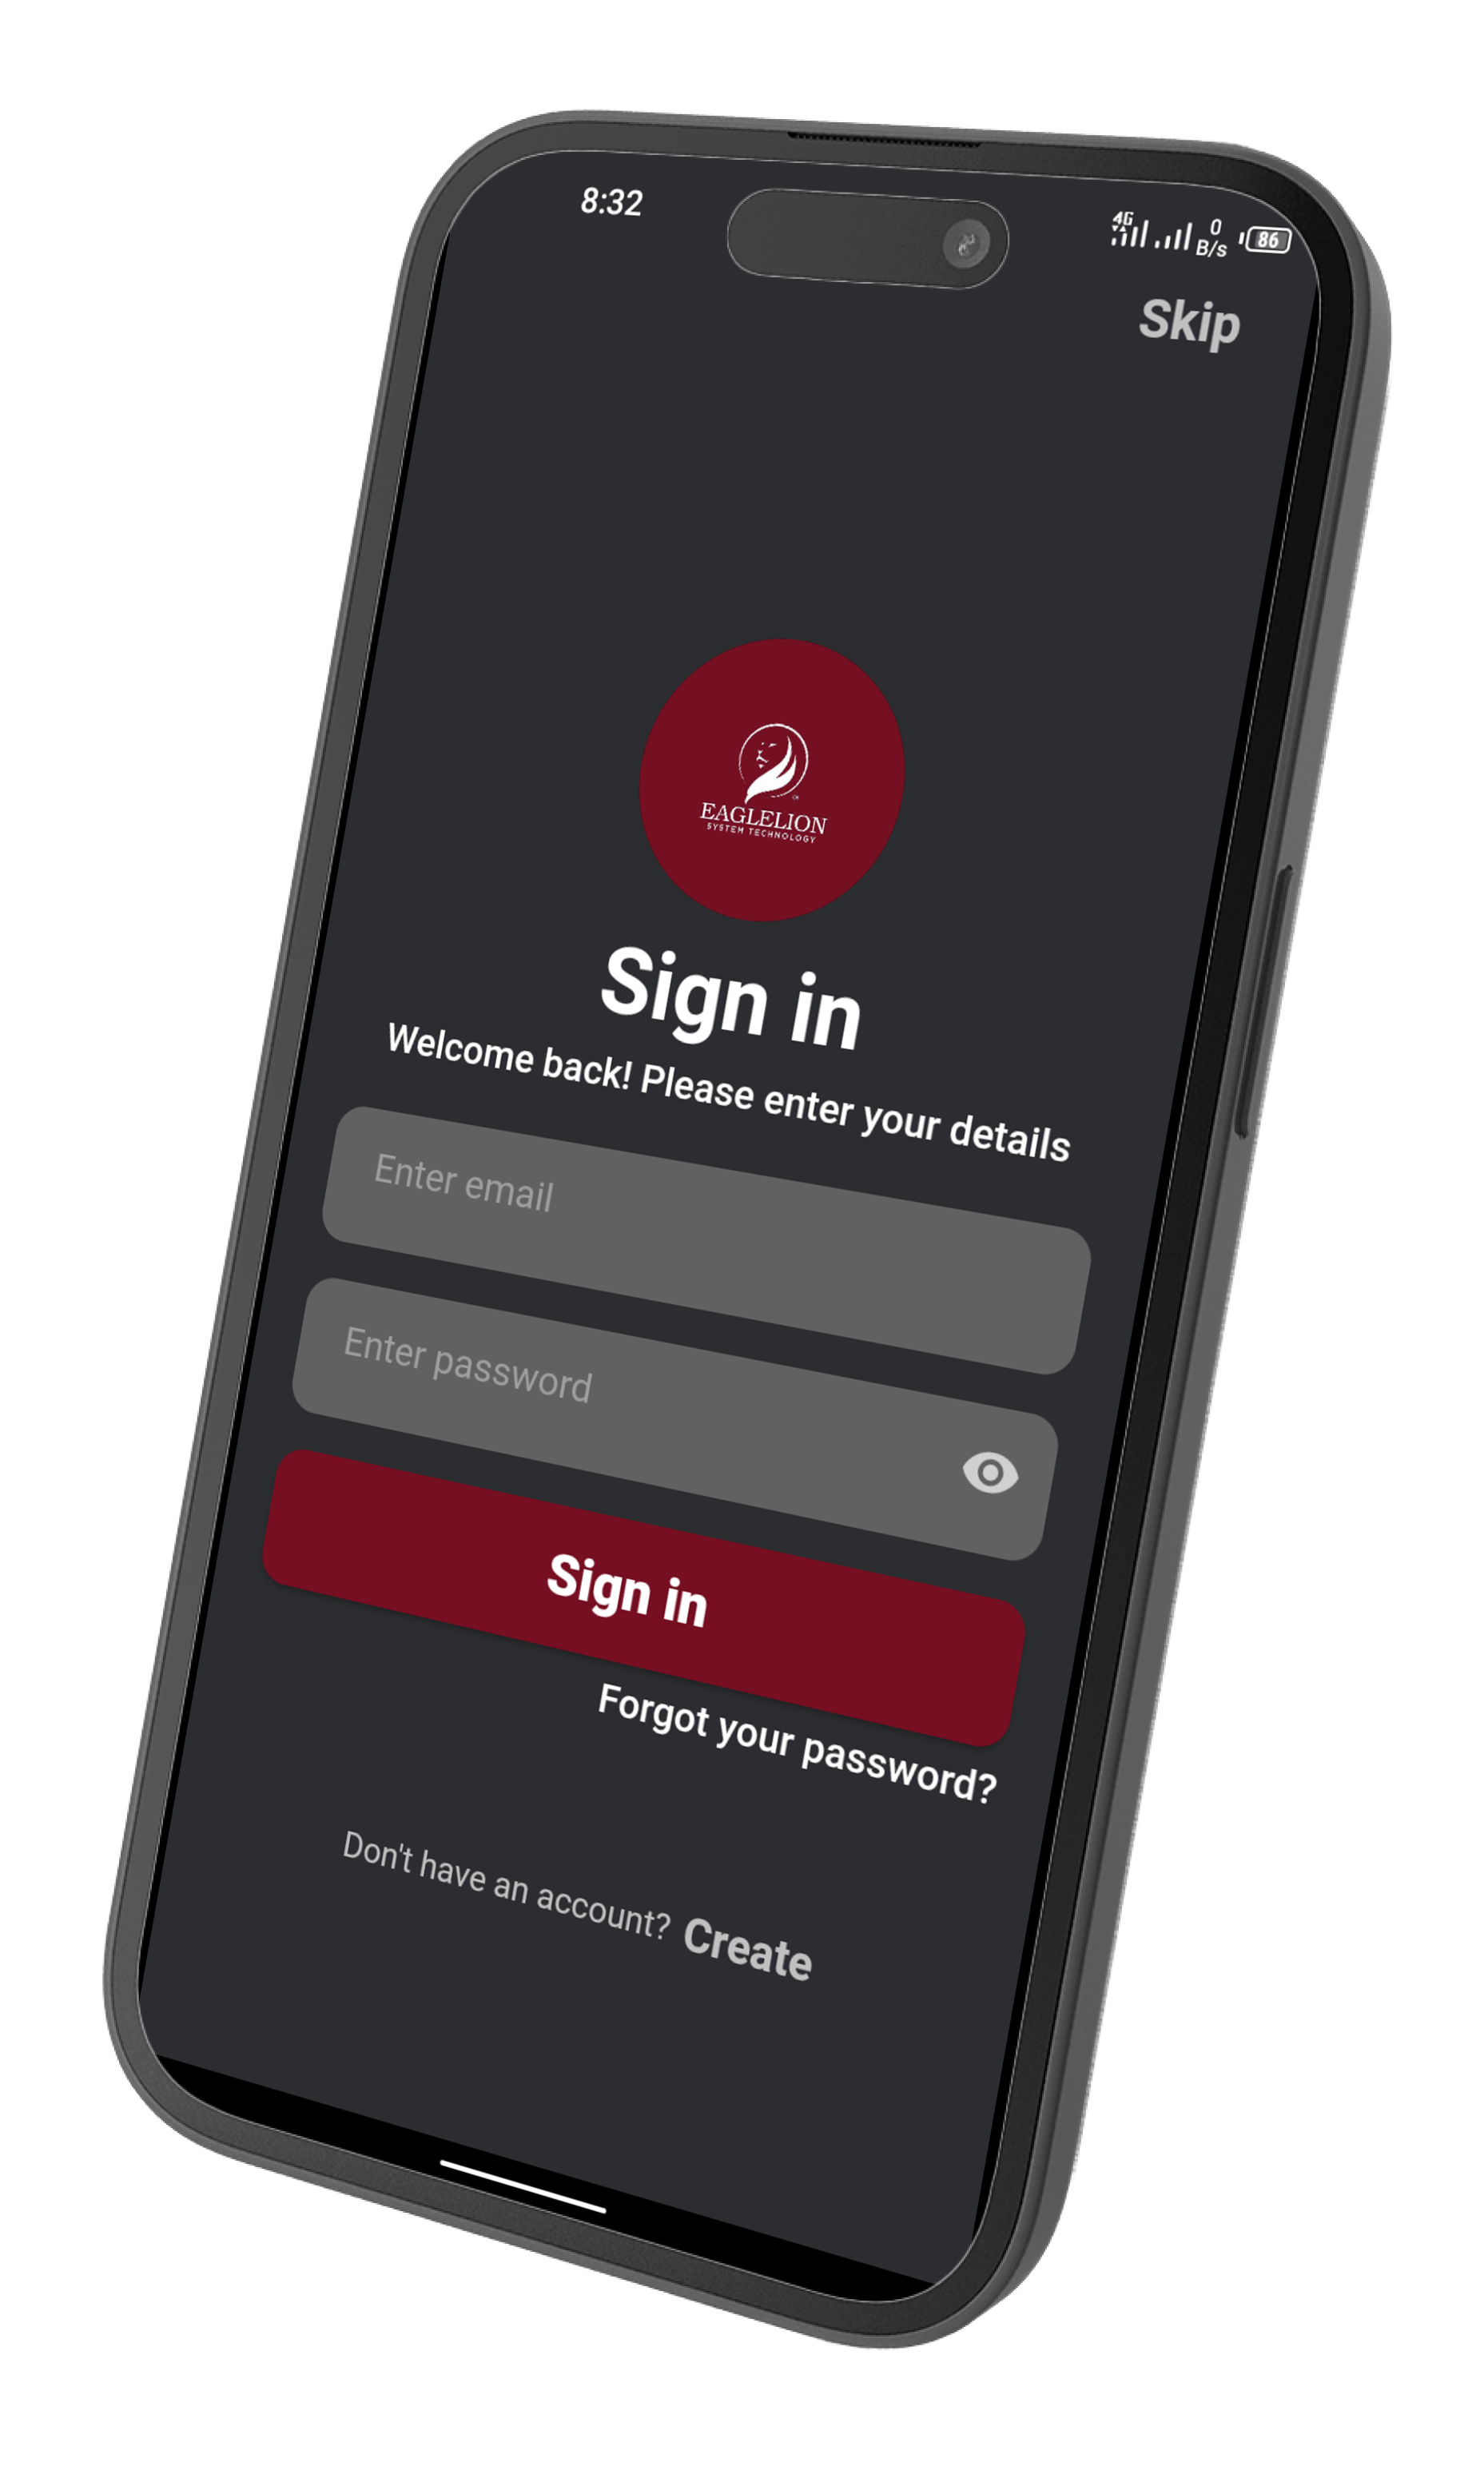 8:32
4G
0
B/s
86
Skip
EAGLELION
SYSTEM TECHNOLOGY
Sign in
Welcome back! Please enter your details
Enter email
Enter password
Sign in
Forgot your password?
Don't have an account? Create